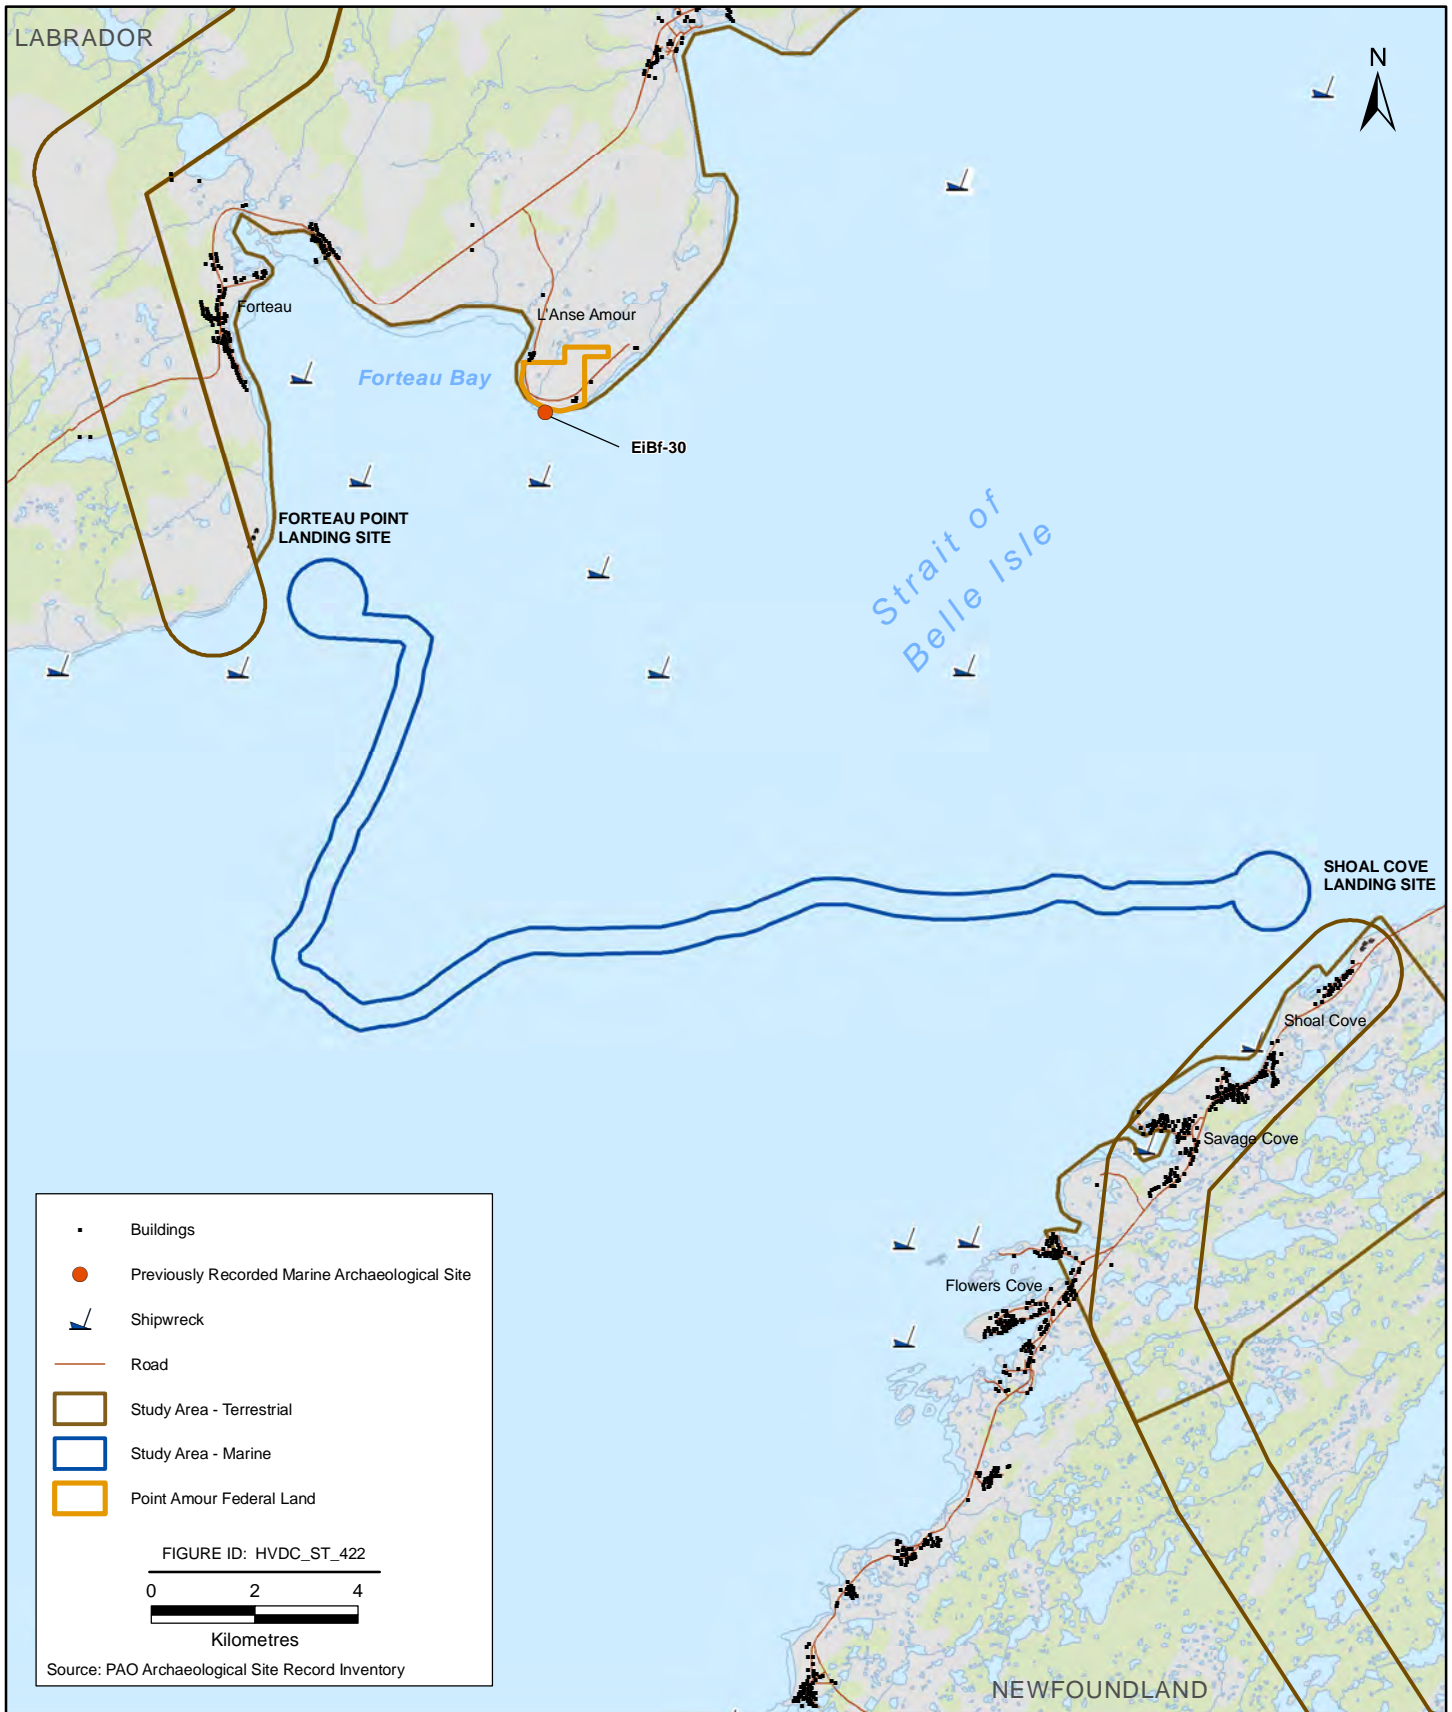 LABRADOR
N
Forteau
L'Anse Amour
Forteau Bay
EiBf-30
FORTEAU POINT
LANDING SITE
Strait of
Belle Isle
SHOAL COVE
LANDING SITE
Shoal Cove
Savage Cove
Flowers Cove
NEWFOUNDLAND
Buildings
Previously Recorded Marine Archaeological Site
Shipwreck
Road
Study Area - Terrestrial
Study Area - Marine
Point Amour Federal Land
FIGURE ID: HVDC_ST_422
0 2 4
Kilometres
Source: PAO Archaeological Site Record Inventory